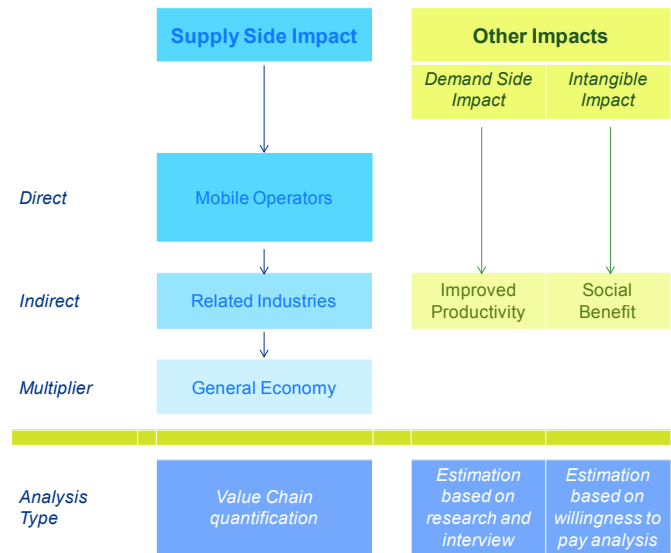 Supply Side Impact
Other Impacts
Demand Side
Impact
Intangible
Impact
Direct
Mobile Operators
Indirect
Related Industries
Improved
Productivity
Social
Benefit
Multiplier
General Economy
Analysis
Type
Value Chain
quantification
Estimation
based on
research and
interview
Estimation
based on
willingness to
pay analysis